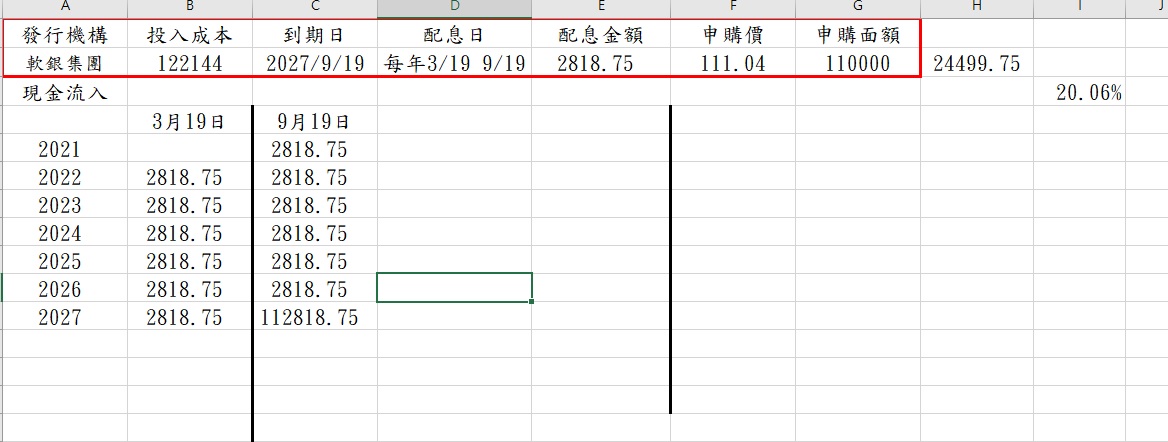 A B C D E F G H I J
發行機構 投入成本 到期日 配息日 配息金額 申購價 申購面額
軟銀集團 122144 2027/9/19 每年3/19 9/19 2818.75 111.04 110000 24499.75
現金流入 20.06%
3月19日 9月19日
2021 2818.75
2022 2818.75 2818.75
2023 2818.75 2818.75
2024 2818.75 2818.75
2025 2818.75 2818.75
2026 2818.75 2818.75
2027 2818.75 112818.75